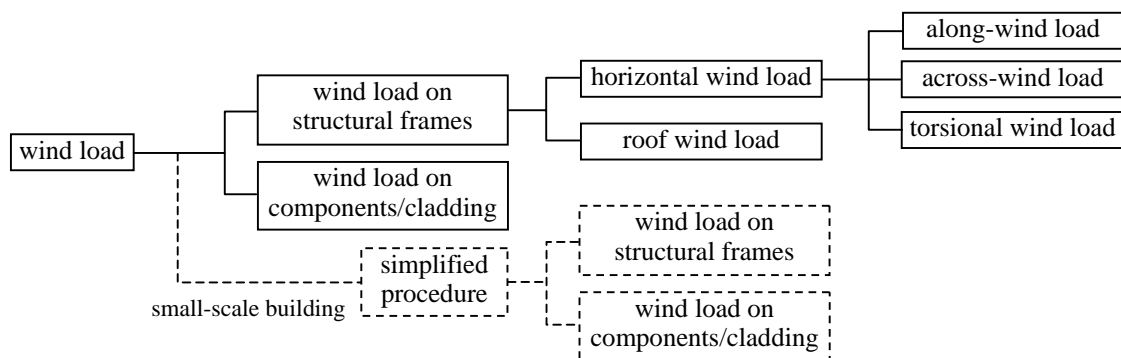 along-wind load
wind load on
structural frames
horizontal wind load
across-wind load
torsional wind load
roof wind load
wind load
wind load on
components/cladding
wind load on
structural frames
simplified
procedure
small-scale building
wind load on
components/cladding